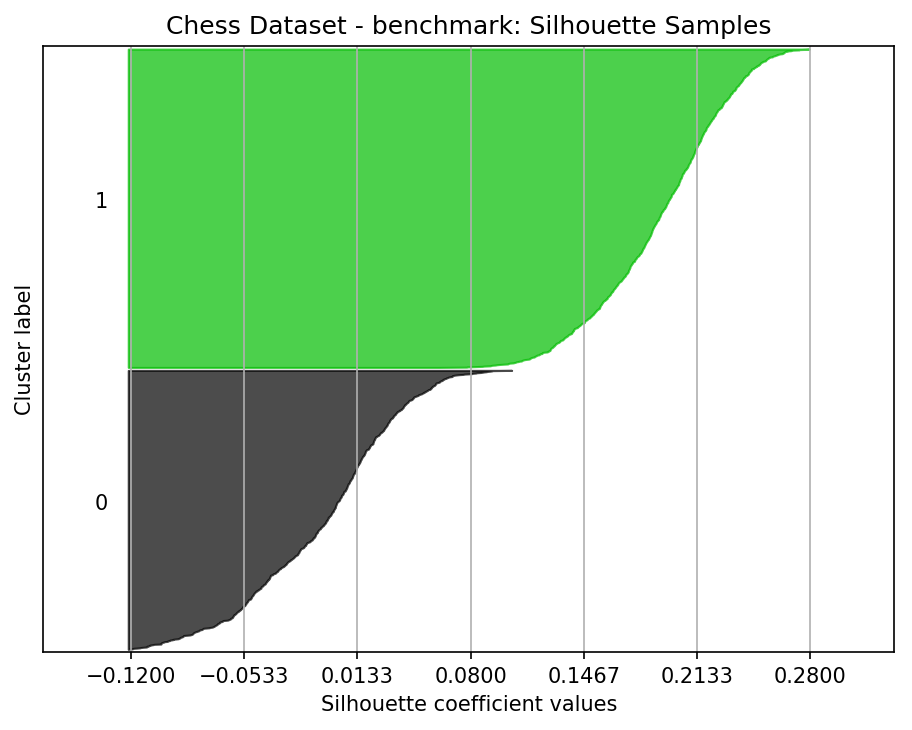 Chess Dataset - benchmark: Silhouette Samples
1
Cluster label
0
−0.1200 −0.0533 0.0133 0.0800 0.1467 0.2133 0.2800
Silhouette coefficient values